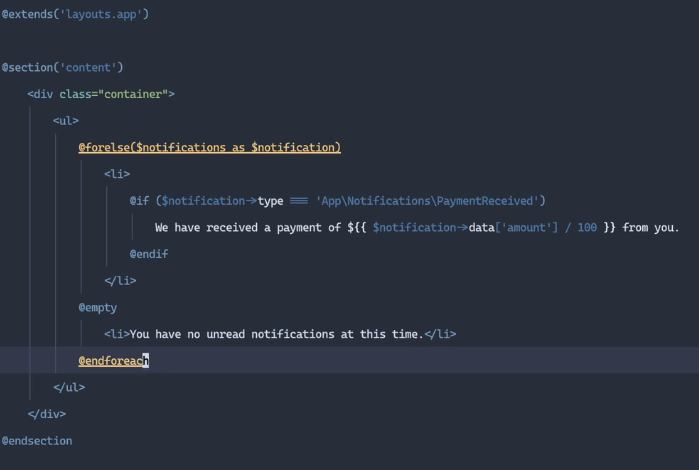 @extends('layouts.app')
@section('content')
<div class="container">
<ul>
@forelse($notifications as $notification)
<li>
@if ($notification->type === 'App\Notifications\PaymentReceived')
We have received a payment of ${{ $notification->data['amount'] / 100 }} from you.
@endif
</li>
@empty
<li>You have no unread notifications at this time.</li>
@endforeach
</ul>
</div>
@endsection